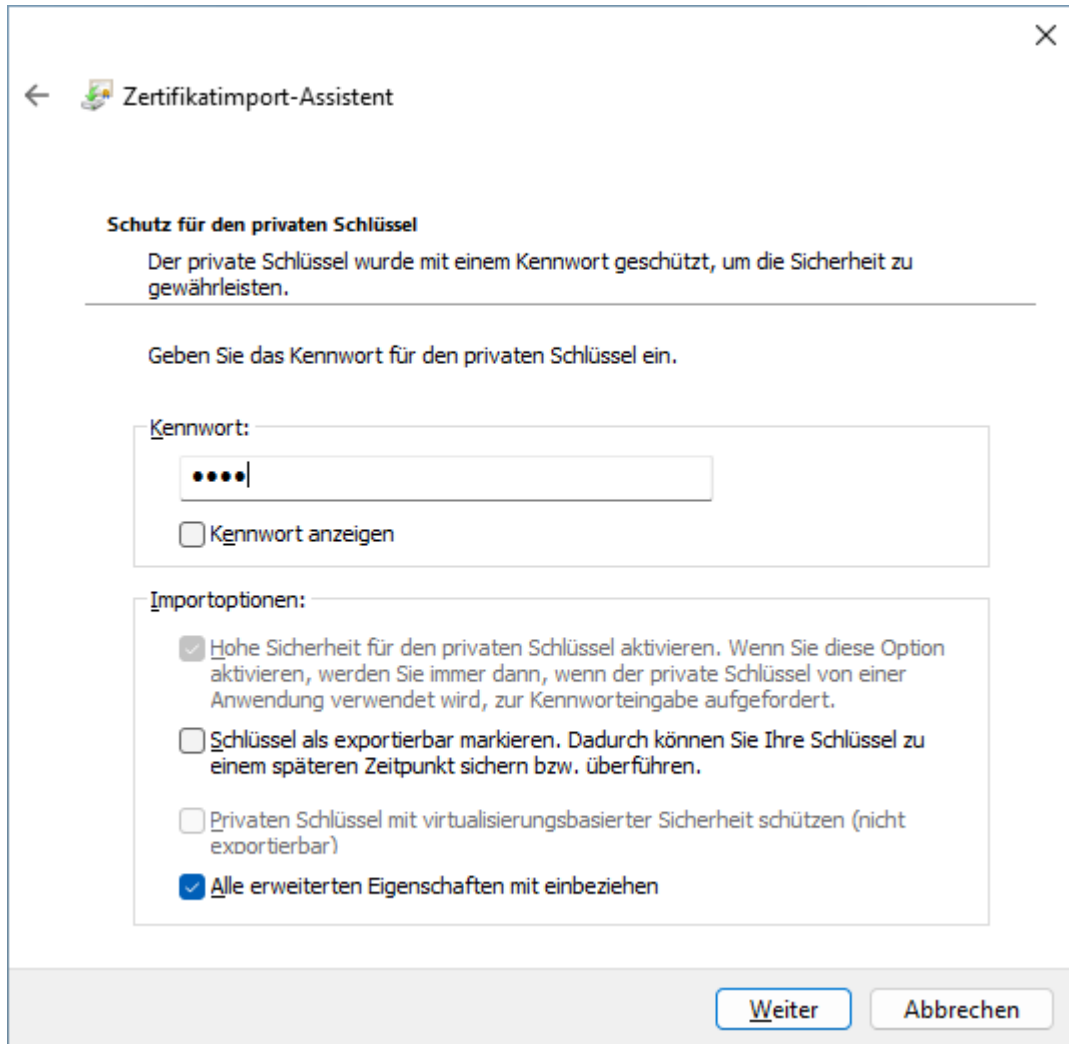 Zertifikatimport-Assistent
Schutz für den privaten Schlüssel
Der private Schlüssel wurde mit einem Kennwort geschützt, um die Sicherheit zu
gewährleisten.
Geben Sie das Kennwort für den privaten Schlüssel ein.
Kennwort:
••••
Kennwort anzeigen
Importoptionen:
Hohe Sicherheit für den privaten Schlüssel aktivieren. Wenn Sie diese Option
aktivieren, werden Sie immer dann, wenn der private Schlüssel von einer
Anwendung verwendet wird, zur Kennworteingabe aufgefordert.
Schlüssel als exportierbar markieren. Dadurch können Sie Ihre Schlüssel zu
einem späteren Zeitpunkt sichern bzw. überführen.
Privaten Schlüssel mit virtualisierungsbasierter Sicherheit schützen (nicht
exportierbar)
Alle erweiterten Eigenschaften mit einbeziehen
Weiter
Abbrechen